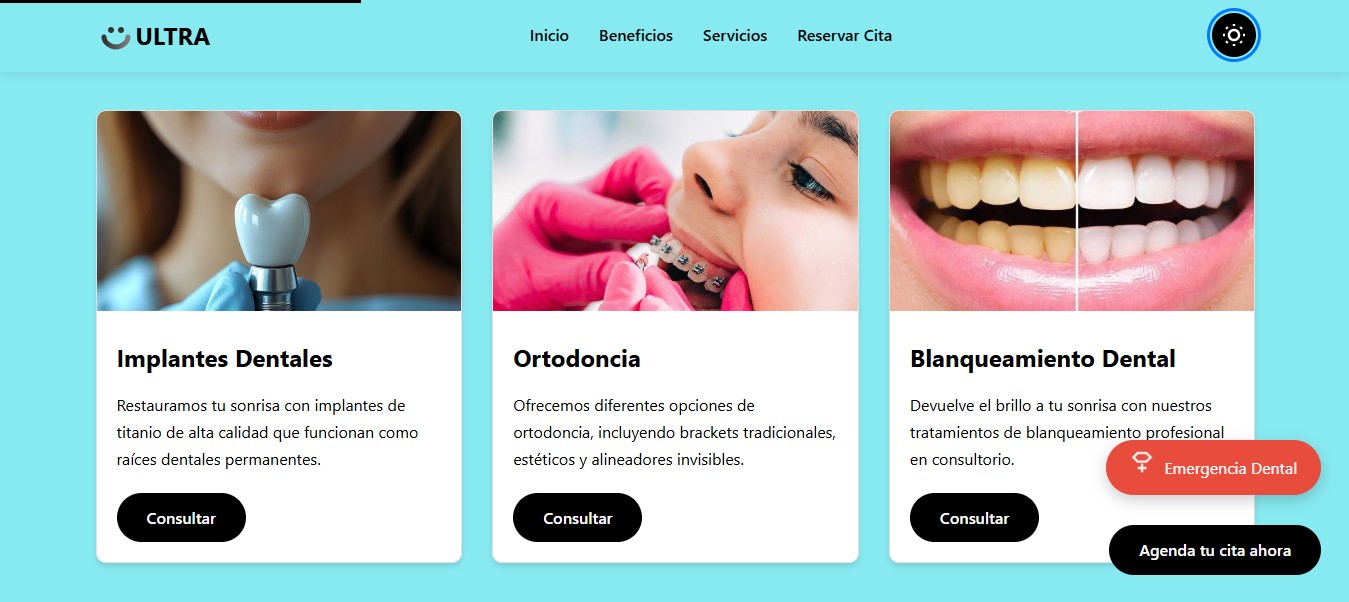 ULTRA
Inicio
Beneficios
Servicios
Reservar Cita
Implantes Dentales
Restauramos tu sonrisa con implantes de
titanio de alta calidad que funcionan como
raíces dentales permanentes.
Consultar
Ortodoncia
Ofrecemos diferentes opciones de
ortodoncia, incluyendo brackets tradicionales,
estéticos y alineadores invisibles.
Consultar
Blanqueamiento Dental
Devuelve el brillo a tu sonrisa con nuestros
tratamientos de blanqueamiento profesional
en consultorio.
Consultar
Emergencia Dental
Agenda tu cita ahora